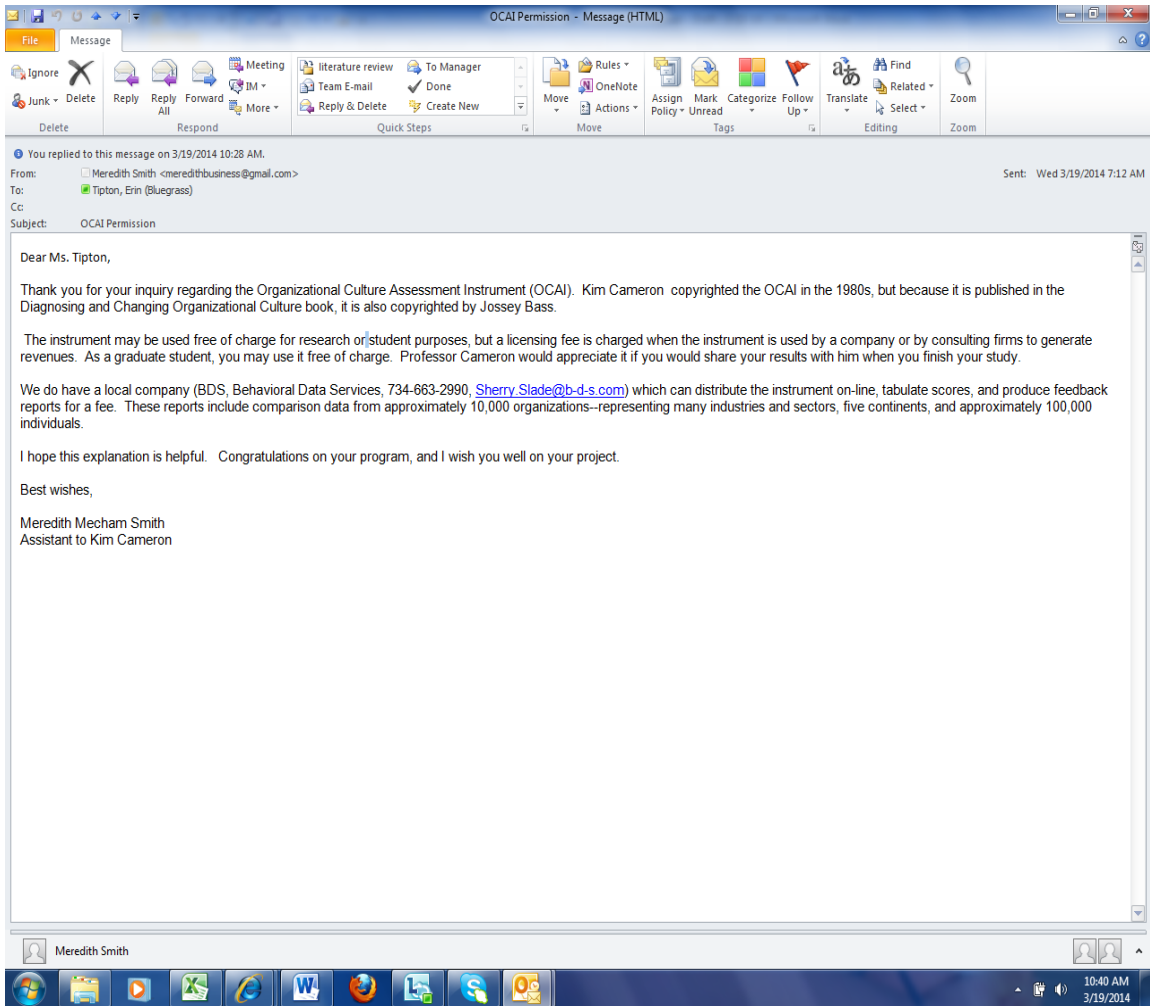 OCAI Permission - Message (HTML)
File Message
Ignore
Junk
Delete
Reply
Reply All
Forward
Meeting
IM
More
literature review
Team E-mail
Reply & Delete
To Manager
Done
Create New
Move
Rules
OneNote
Actions
Assign Policy
Mark Unread
Categorize
Follow Up
Translate
Find
Related
Select
Zoom
Delete Respond Quick Steps Move Tags Editing Zoom
You replied to this message on 3/19/2014 10:28 AM.
From: Meredith Smith <meredithbusiness@gmail.com> Sent: Wed 3/19/2014 7:12 AM
To: Tipton, Erin (Bluegrass)
Cc:
Subject: OCAI Permission
Dear Ms. Tipton,
Thank you for your inquiry regarding the Organizational Culture Assessment Instrument (OCAI). Kim Cameron copyrighted the OCAI in the 1980s, but because it is published in the
Diagnosing and Changing Organizational Culture book, it is also copyrighted by Jossey Bass.
The instrument may be used free of charge for research or student purposes, but a licensing fee is charged when the instrument is used by a company or by consulting firms to generate
revenues. As a graduate student, you may use it free of charge. Professor Cameron would appreciate it if you would share your results with him when you finish your study.
We do have a local company (BDS, Behavioral Data Services, 734-663-2990, Sherry.Slade@b-d-s.com) which can distribute the instrument on-line, tabulate scores, and produce feedback
reports for a fee. These reports include comparison data from approximately 10,000 organizations--representing many industries and sectors, five continents, and approximately 100,000
individuals.
I hope this explanation is helpful. Congratulations on your program, and I wish you well on your project.
Best wishes,
Meredith Mecham Smith
Assistant to Kim Cameron
Meredith Smith
10:40 AM
3/19/2014